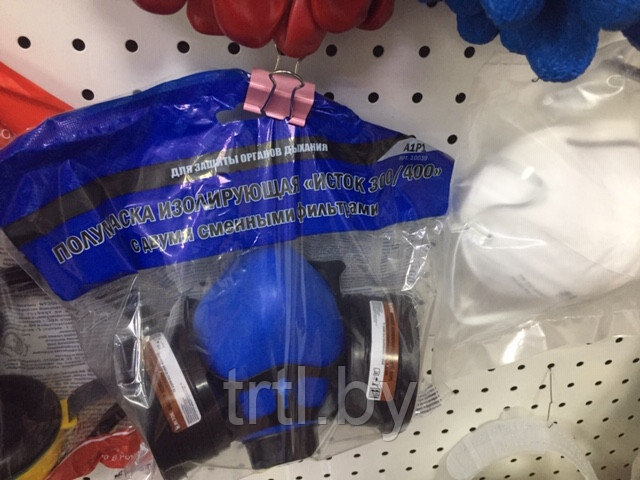 ДЛЯ ЗАЩИТЫ ОРГАНОВ ДЫХАНИЯ
A1P1
ПОЛУМАСКА ИЗОЛИРУЮЩАЯ «ИСТОК 300/400»
С ДВУМЯ СМЕННЫМИ ФИЛЬТРАМИ
trtl.by